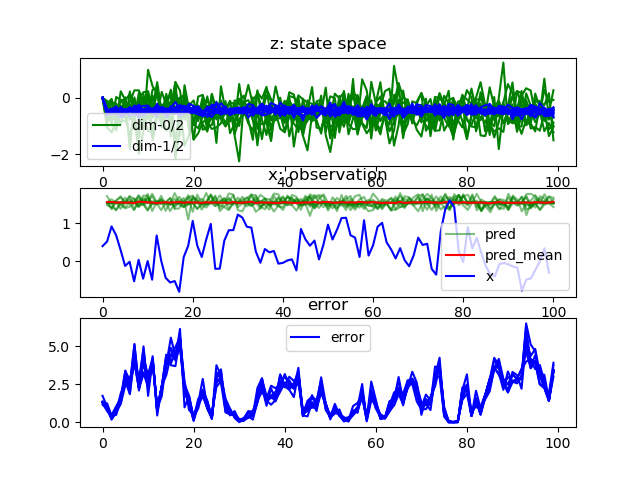 z: state space
0
−2
dim-0/2
dim-1/2
0
20
40
60
80
100
x: observation
1
0
pred
pred_mean
x
0
20
40
60
80
100
error
5.0
2.5
0.0
error
0
20
40
60
80
100